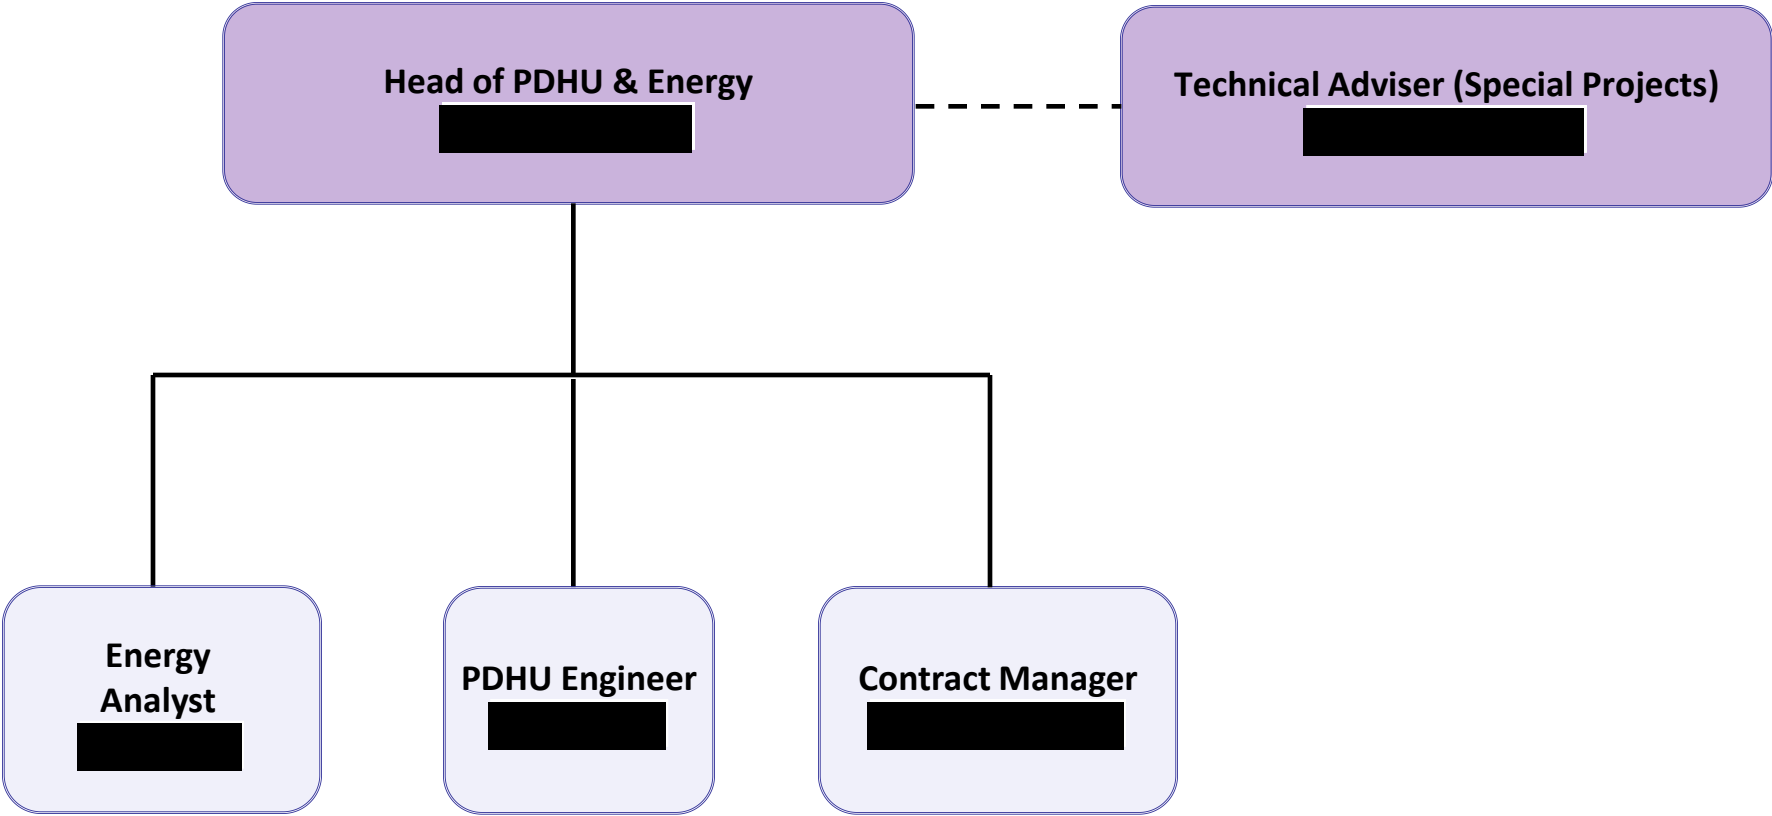 Head of PDHU & Energy
Technical Adviser (Special Projects)
Energy
Analyst
PDHU Engineer
Contract Manager